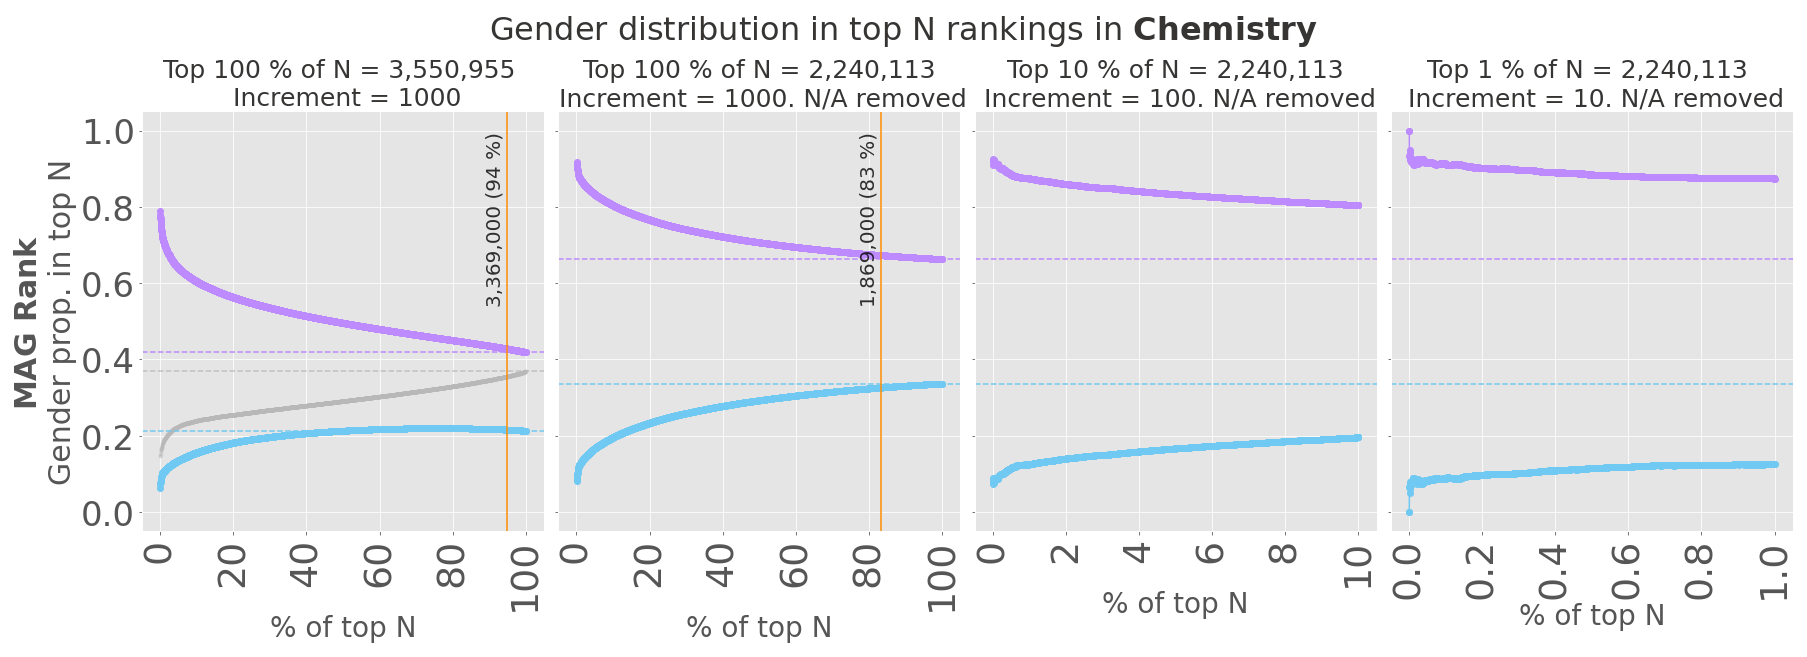 Gender distribution in top N rankings in Chemistry
Top 100 % of N = 3,550,955
Increment = 1000
Top 100 % of N = 2,240,113
Increment = 1000. N/A removed
Top 10 % of N = 2,240,113
Increment = 100. N/A removed
Top 1 % of N = 2,240,113
Increment = 10. N/A removed
MAG Rank
Gender prop. in top N
1.0
0.8
0.6
0.4
0.2
0.0
3,369,000 (94 %)
1,869,000 (83 %)
0 20 40 60 80 100
0 20 40 60 80 100
0 2 4 6 8 10
0.0 0.2 0.4 0.6 0.8 1.0
% of top N
% of top N
% of top N
% of top N